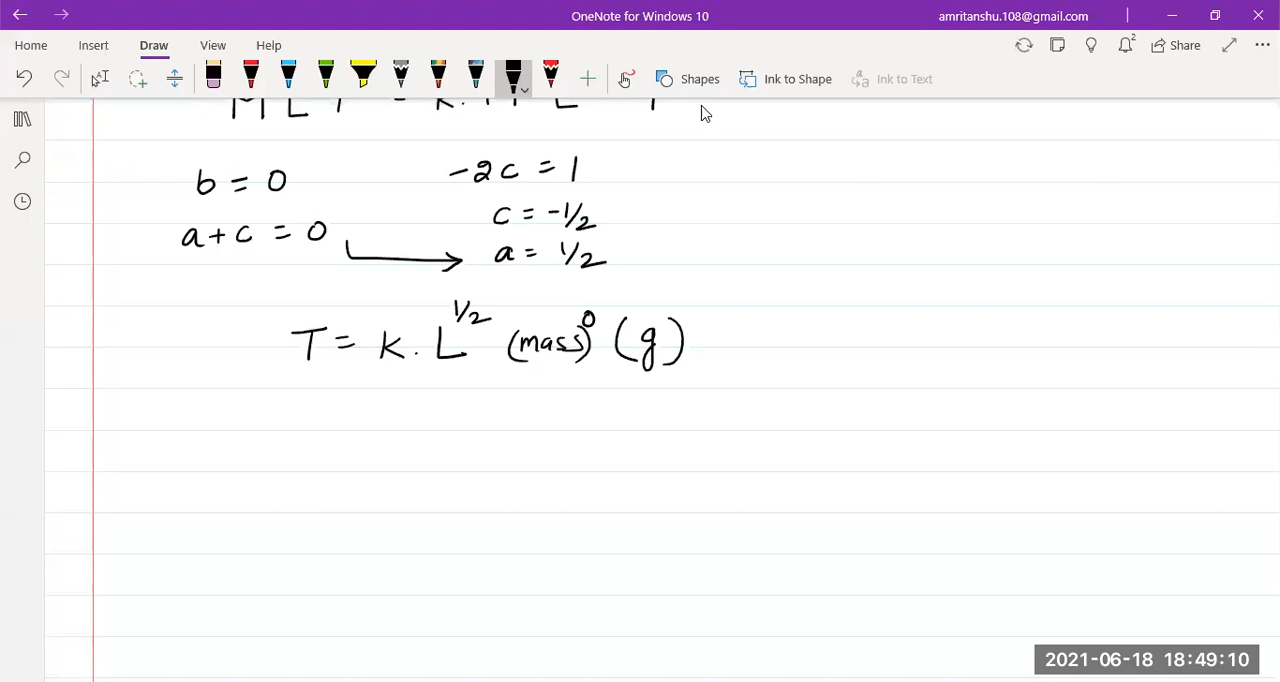 OneNote for Windows 10
amritanshu.108@gmail.com
Home Insert Draw View Help
Share
Shapes Ink to Shape Ink to Text
b = 0
-2c = 1
a + c = 0
c = -1/2
a = 1/2
T = k. L^1/2 (mass)^0 (g)
2021-06-18 18:49:10